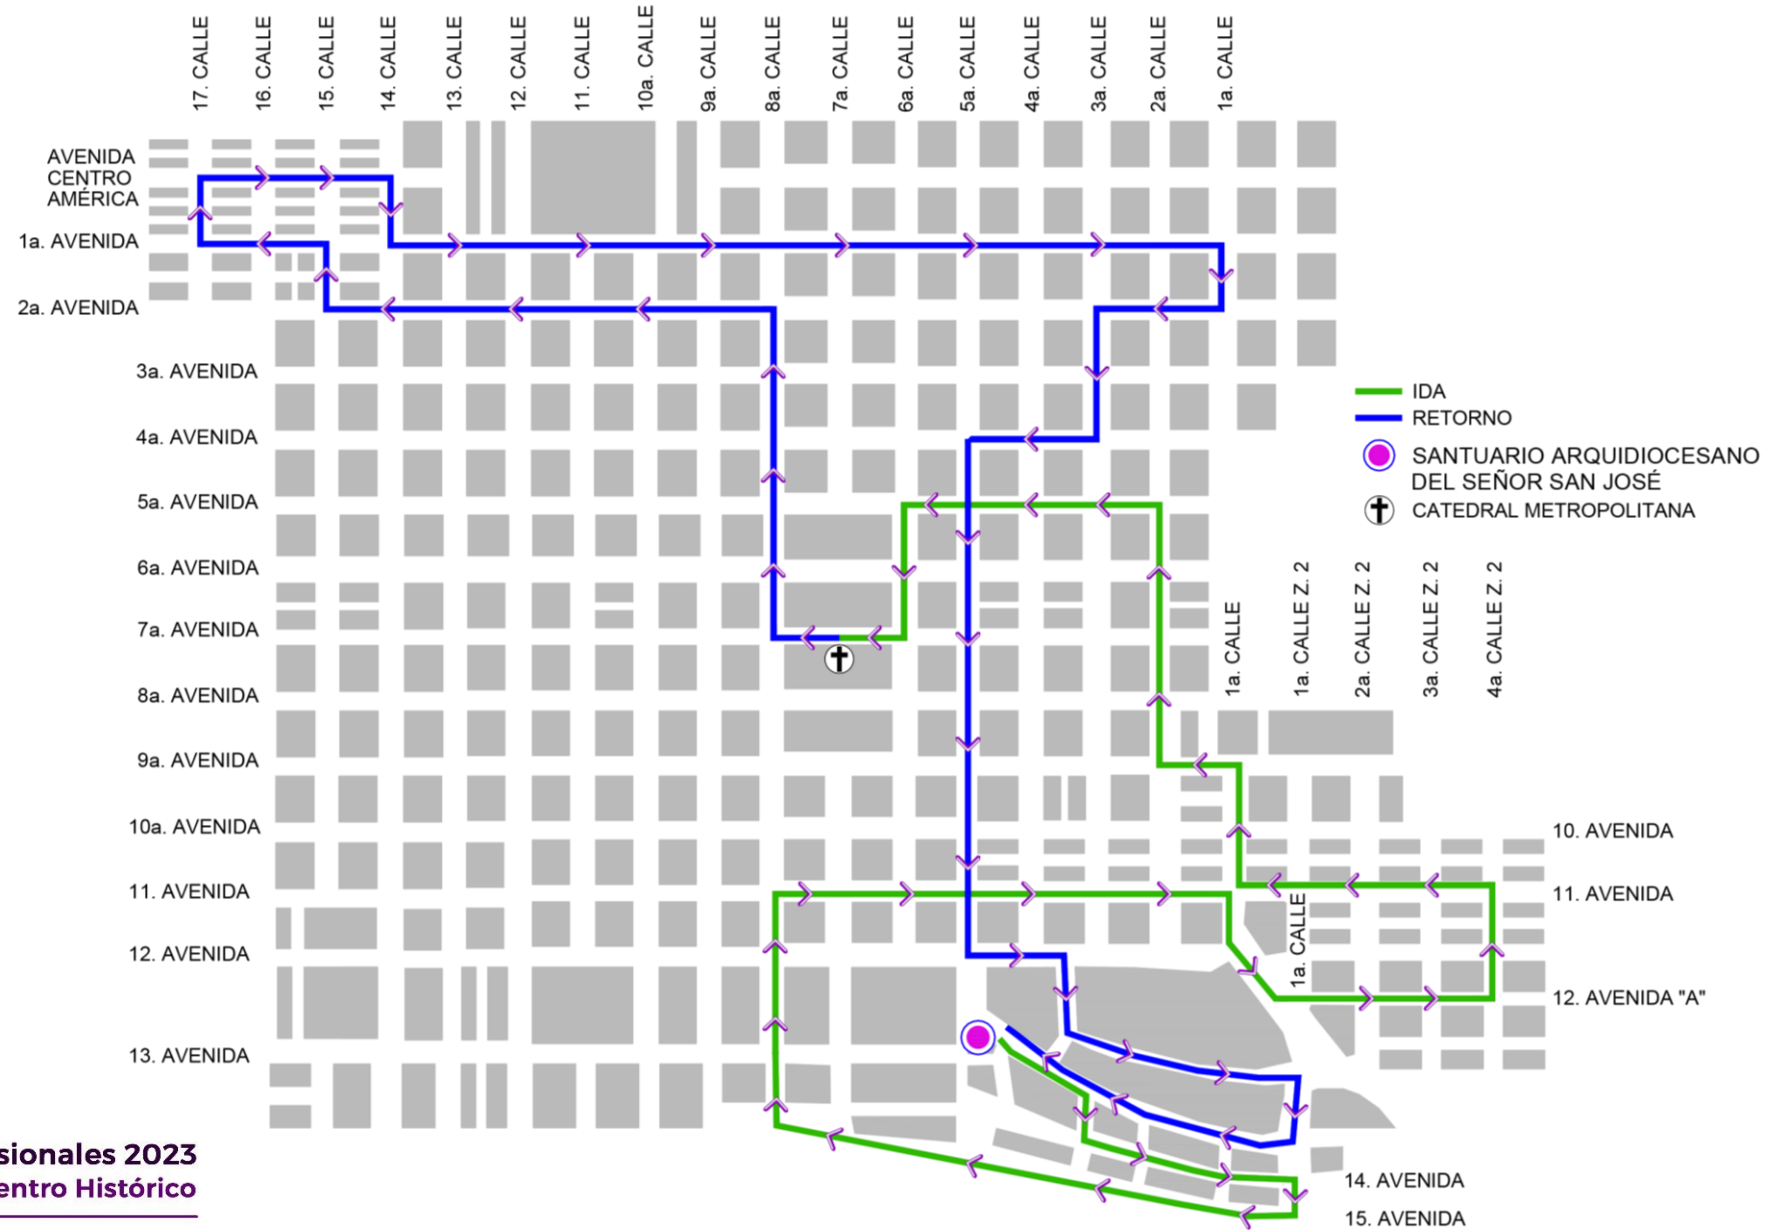 17. CALLE
16. CALLE
15. CALLE
14. CALLE
13. CALLE
12. CALLE
11. CALLE
10a. CALLE
9a. CALLE
8a. CALLE
7a. CALLE
6a. CALLE
5a. CALLE
4a. CALLE
3a. CALLE
2a. CALLE
1a. CALLE
AVENIDA
CENTRO
AMÉRICA
1a. AVENIDA
2a. AVENIDA
3a. AVENIDA
4a. AVENIDA
5a. AVENIDA
6a. AVENIDA
7a. AVENIDA
8a. AVENIDA
9a. AVENIDA
10a. AVENIDA
11. AVENIDA
12. AVENIDA
13. AVENIDA
IDA
RETORNO
SANTUARIO ARQUIDIOCESANO
DEL SEÑOR SAN JOSÉ
CATEDRAL METROPOLITANA
1a. CALLE
1a. CALLE Z. 2
2a. CALLE Z. 2
3a. CALLE Z. 2
4a. CALLE Z. 2
10. AVENIDA
11. AVENIDA
1a. CALLE
12. AVENIDA "A"
14. AVENIDA
15. AVENIDA
sionales 2023
entro Histórico